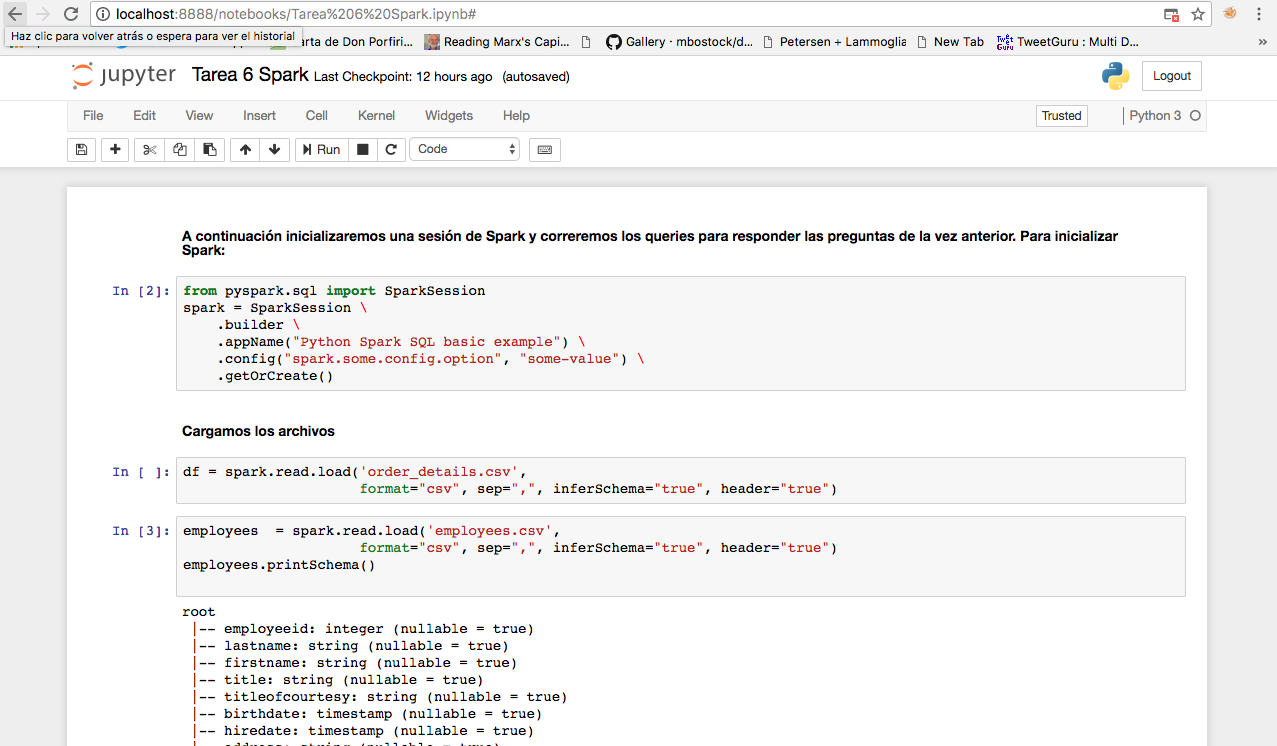 localhost:8888/notebooks/Tarea%206%20Spark.ipynb#
Haz clic para volver atrás o espera para ver el historial
arta de Don Porfiri... Reading Marx's Capi... Gallery · mbostock/d... Petersen + Lammoglia New Tab TweetGuru : Multi D... »
jupyter Tarea 6 Spark Last Checkpoint: 12 hours ago (autosaved) Logout
File Edit View Insert Cell Kernel Widgets Help Trusted Python 3
Run Code
A continuación inicializaremos una sesión de Spark y correremos los queries para responder las preguntas de la vez anterior. Para inicializar
Spark:
In [2]: from pyspark.sql import SparkSession
spark = SparkSession \
.builder \
.appName("Python Spark SQL basic example") \
.config("spark.some.config.option", "some-value") \
.getOrCreate()
Cargamos los archivos
In [ ]: df = spark.read.load('order_details.csv',
format="csv", sep=",", inferSchema="true", header="true")
In [3]: employees  = spark.read.load('employees.csv',
format="csv", sep=",", inferSchema="true", header="true")
employees.printSchema()
root
|-- employeeid: integer (nullable = true)
|-- lastname: string (nullable = true)
|-- firstname: string (nullable = true)
|-- title: string (nullable = true)
|-- titleofcourtesy: string (nullable = true)
|-- birthdate: timestamp (nullable = true)
|-- hiredate: timestamp (nullable = true)
|-- address: string (nullable = true)